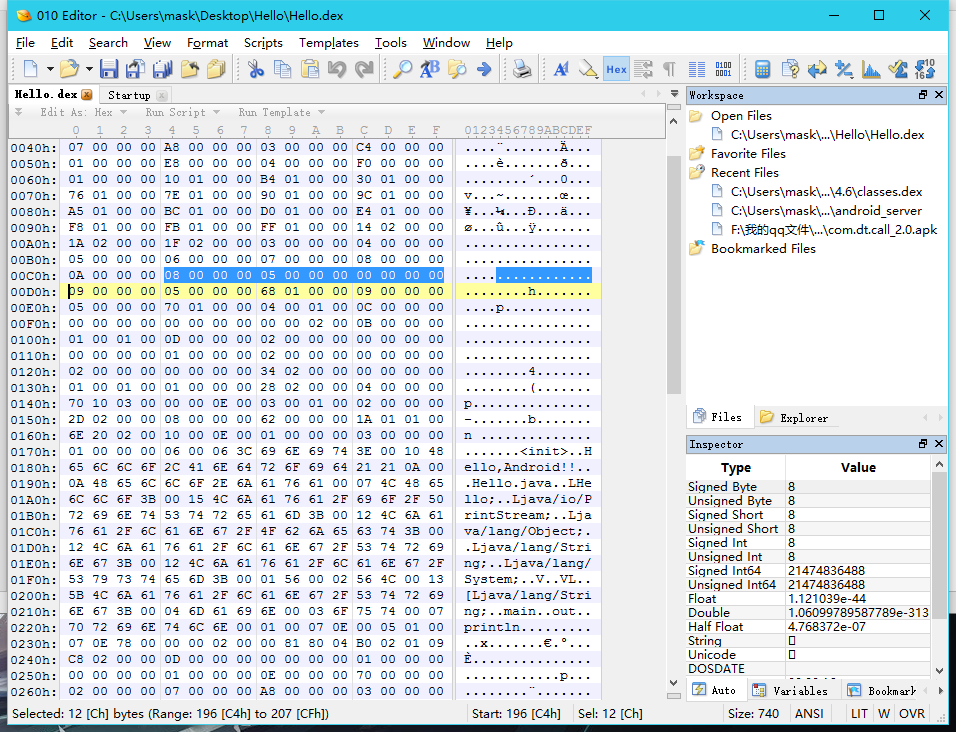 010 Editor - C:\Users\mask\Desktop\Hello\Hello.dex
File Edit Search View Format Scripts Templates Tools Window Help
Hello.dex Startup
Edit As: Hex Run Script Run Template
0 1 2 3 4 5 6 7 8 9 A B C D E F 0123456789ABCDEF
0040h: 07 00 00 00 A8 00 00 00 03 00 00 00 C4 00 00 00 ....¨.......Ä...
0050h: 01 00 00 00 E8 00 00 00 04 00 00 00 F0 00 00 00 ....è.......ð...
0060h: 01 00 00 00 10 01 00 00 B4 01 00 00 30 01 00 00 ........´...0...
0070h: 76 01 00 00 7E 01 00 00 90 01 00 00 9C 01 00 00 v...~.......œ...
0080h: A5 01 00 00 BC 01 00 00 D0 01 00 00 E4 01 00 00 ¥...¼...Ð...ä...
0090h: F8 01 00 00 FB 01 00 00 FF 01 00 00 14 02 00 00 ø...û...ÿ.......
00A0h: 1A 02 00 00 1F 02 00 00 03 00 00 00 04 00 00 00 ................
00B0h: 05 00 00 00 06 00 00 00 07 00 00 00 08 00 00 00 ................
00C0h: 0A 00 00 00 08 00 00 00 05 00 00 00 00 00 00 00 ................
00D0h: 09 00 00 00 05 00 00 00 68 01 00 00 09 00 00 00 ........h.......
00E0h: 05 00 00 00 70 01 00 00 04 00 01 00 0C 00 00 00 ....p...........
00F0h: 00 00 00 00 00 00 00 00 00 00 02 00 0B 00 00 00 ................
0100h: 01 00 01 00 0D 00 00 00 02 00 00 00 00 00 00 00 ................
0110h: 00 00 00 00 01 00 00 00 02 00 00 00 00 00 00 00 ................
0120h: 02 00 00 00 00 00 00 00 34 02 00 00 00 00 00 00 ........4.......
0130h: 01 00 01 00 01 00 00 00 28 02 00 00 04 00 00 00 ........(.......
0140h: 70 10 03 00 00 00 0E 00 03 00 01 00 02 00 00 00 p...............
0150h: 2D 02 00 00 08 00 00 00 62 00 00 00 1A 01 01 00 -.......b.......
0160h: 6E 20 02 00 10 00 0E 00 01 00 00 00 03 00 00 00 n ..............
0170h: 01 00 00 00 06 00 06 3C 69 6E 69 74 3E 00 10 48 .......<init>..H
0180h: 65 6C 6C 6F 2C 41 6E 64 72 6F 69 64 21 21 0A 00 ello,Android!!..
0190h: 0A 48 65 6C 6C 6F 2E 6A 61 76 61 00 07 4C 48 65 .Hello.java..LHe
01A0h: 6C 6C 6F 3B 00 15 4C 6A 61 76 61 2F 69 6F 2F 50 llo;..Ljava/io/P
01B0h: 72 69 6E 74 53 74 72 65 61 6D 3B 00 12 4C 6A 61 rintStream;..Lja
01C0h: 76 61 2F 6C 61 6E 67 2F 4F 62 6A 65 63 74 3B 00 va/lang/Object;.
01D0h: 12 4C 6A 61 76 61 2F 6C 61 6E 67 2F 53 74 72 69 .Ljava/lang/Stri
01E0h: 6E 67 3B 00 12 4C 6A 61 76 61 2F 6C 61 6E 67 2F ng;..Ljava/lang/
01F0h: 53 79 73 74 65 6D 3B 00 01 56 00 02 56 4C 00 13 System;..V..VL..
0200h: 5B 4C 6A 61 76 61 2F 6C 61 6E 67 2F 53 74 72 69 [Ljava/lang/Stri
0210h: 6E 67 3B 00 04 6D 61 69 6E 00 03 6F 75 74 00 07 ng;..main..out..
0220h: 70 72 69 6E 74 6C 6E 00 01 00 07 0E 00 05 01 00 println.........
0230h: 07 0E 78 00 00 00 02 00 00 81 80 04 B0 02 01 09 ..x.......€.°...
0240h: C8 02 00 00 0D 00 00 00 00 00 00 00 01 00 00 00 È...............
0250h: 00 00 00 00 01 00 00 00 0E 00 00 00 70 00 00 00 ............p...
0260h: 02 00 00 00 07 00 00 00 A8 00 00 00 03 00 00 00 ........¨.......
Workspace
Open Files
C:\Users\mask\...\Hello\Hello.dex
Favorite Files
Recent Files
C:\Users\mask\...\4.6\classes.dex
C:\Users\mask\...\android_server
F:\我的qq文件\...\com.dt.call_2.0.apk
Bookmarked Files
Files Explorer
Inspector
Type Value
Signed Byte 8
Unsigned Byte 8
Signed Short 8
Unsigned Short 8
Signed Int 8
Unsigned Int 8
Signed Int64 21474836488
Unsigned Int64 21474836488
Float 1.121039e-44
Double 1.06099789587789e-313
Half Float 4.768372e-07
String
Unicode
DOSDATE
Auto Variables Bookmark
Selected: 12 [Ch] bytes (Range: 196 [C4h] to 207 [CFh]) Start: 196 [C4h] Sel: 12 [Ch] Size: 740 ANSI LIT W OVR